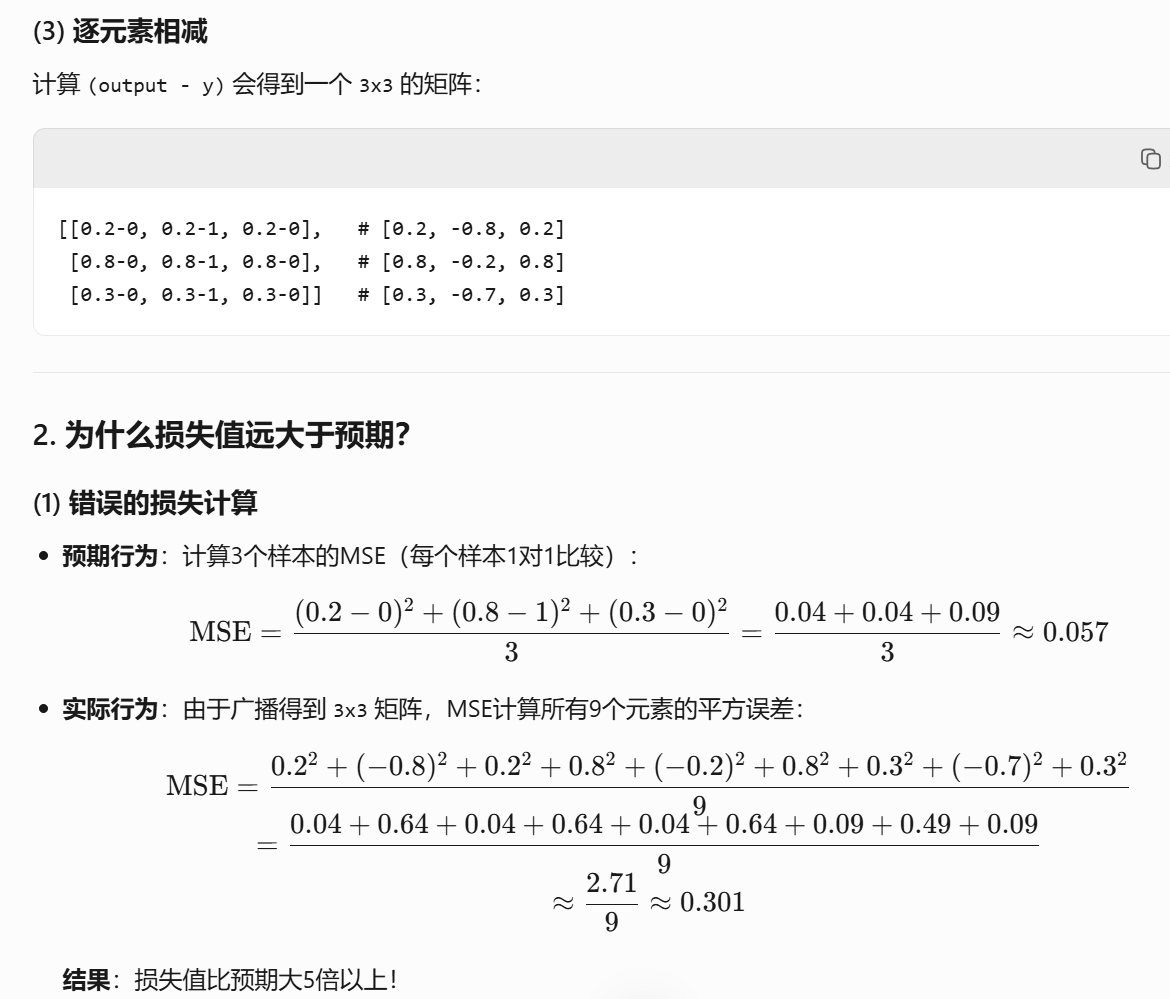 (3) 逐元素相减
计算 (output - y) 会得到一个 3x3 的矩阵：
[[0.2-0, 0.2-1, 0.2-0],   # [0.2, -0.8, 0.2]
 [0.8-0, 0.8-1, 0.8-0],   # [0.8, -0.2, 0.8]
 [0.3-0, 0.3-1, 0.3-0]]   # [0.3, -0.7, 0.3]
2. 为什么损失值远大于预期？
(1) 错误的损失计算
• 预期行为：计算3个样本的MSE（每个样本1对1比较）：
MSE = \frac{(0.2 − 0)^2 + (0.8 − 1)^2 + (0.3 − 0)^2}{3} = \frac{0.04 + 0.04 + 0.09}{3} ≈ 0.057
• 实际行为：由于广播得到 3x3 矩阵，MSE计算所有9个元素的平方误差：
MSE = \frac{0.2^2 + (−0.8)^2 + 0.2^2 + 0.8^2 + (−0.2)^2 + 0.8^2 + 0.3^2 + (−0.7)^2 + 0.3^2}{9}
= \frac{0.04 + 0.64 + 0.04 + 0.64 + 0.04 + 0.64 + 0.09 + 0.49 + 0.09}{9}
≈ \frac{2.71}{9} ≈ 0.301
结果：损失值比预期大5倍以上！